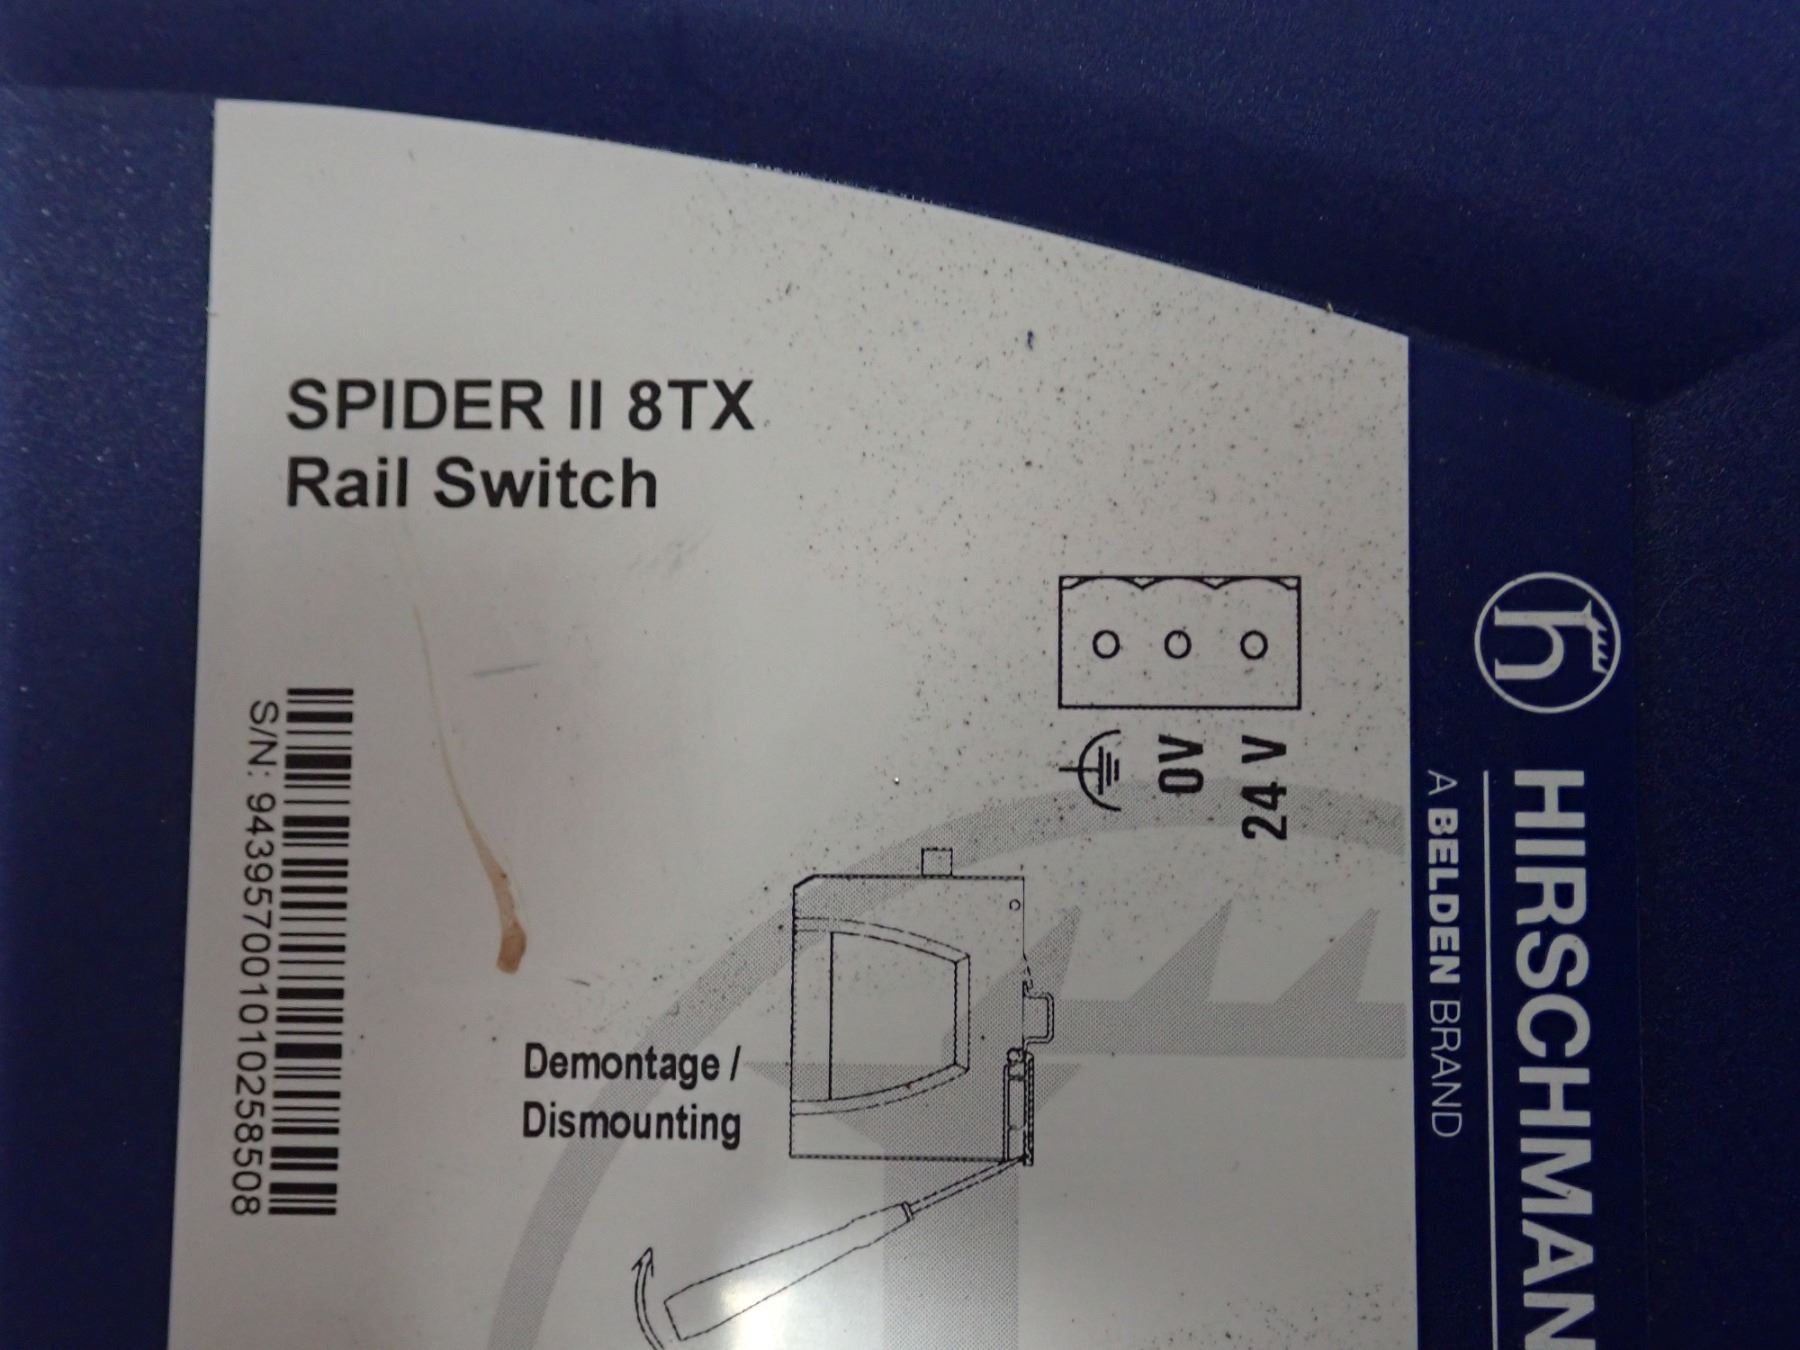 SPIDER II 8TX
Rail Switch
S/N: 943957001010258508
0V
24 V
Demontage /
Dismounting
HIRSCHMAN
A BELDEN BRAND